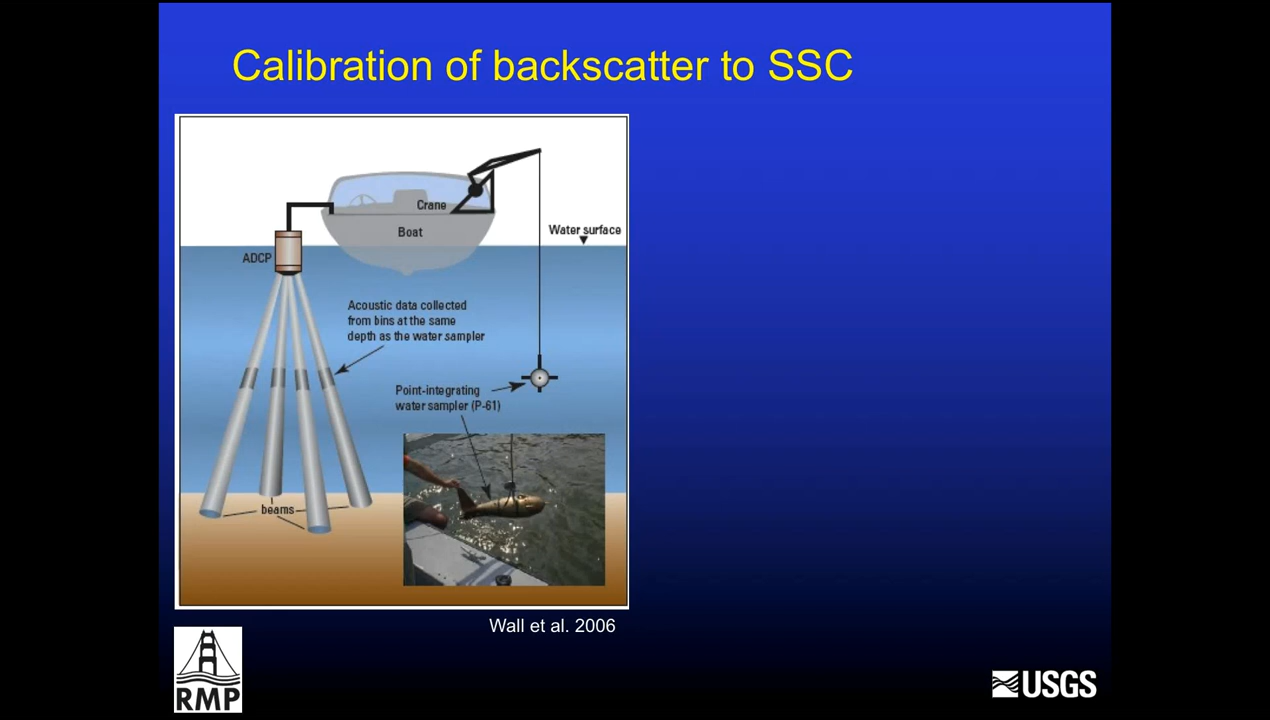 Calibration of backscatter to SSC
Crane
Boat
Water surface
ADCP
Acoustic data collected
from bins at the same
depth as the water sampler
Point-integrating
water sampler (P-61)
beams
Wall et al. 2006
RMP
USGS